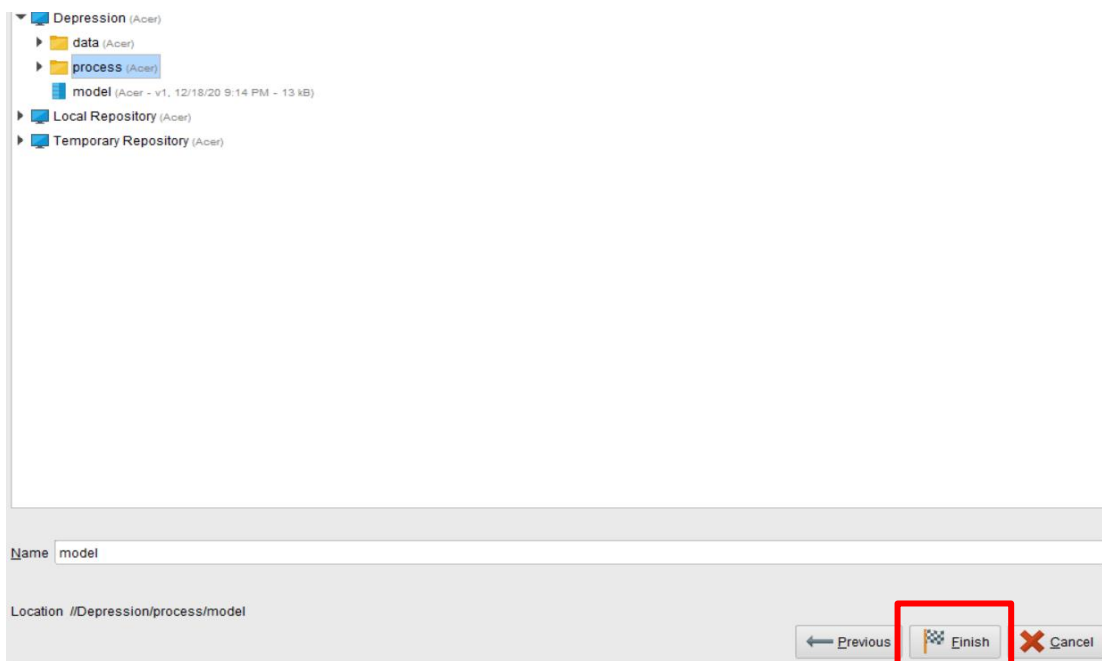 Depression (Acer)
data (Acer)
process (Acer)
model (Acer - v1, 12/18/20 9:14 PM - 13 kB)
Local Repository (Acer)
Temporary Repository (Acer)
Name model
Location //Depression/process/model
Previous Finish Cancel